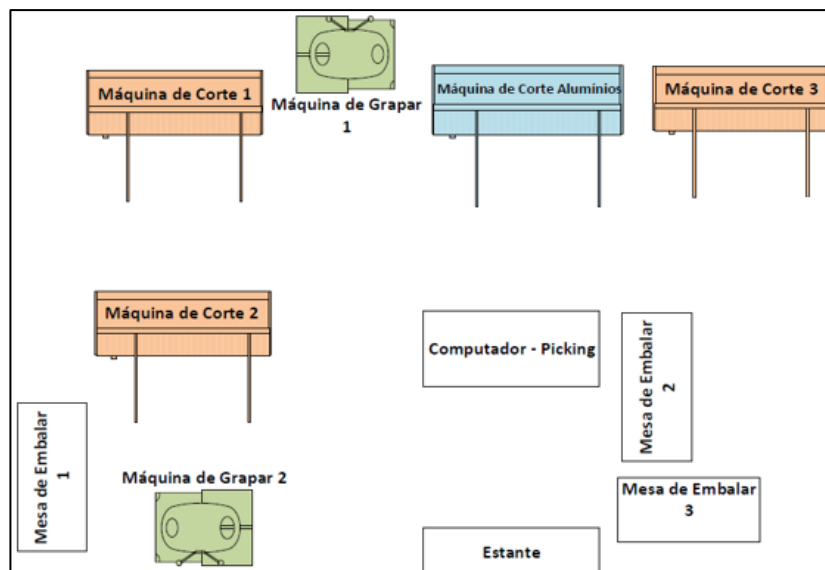 Máquina de Corte 1
Máquina de Grapar
1
Máquina de Corte Alumínios
Máquina de Corte 3
Máquina de Corte 2
Computador - Picking
Mesa de Embalar
2
Mesa de Embalar
1
Máquina de Grapar 2
Mesa de Embalar
3
Estante